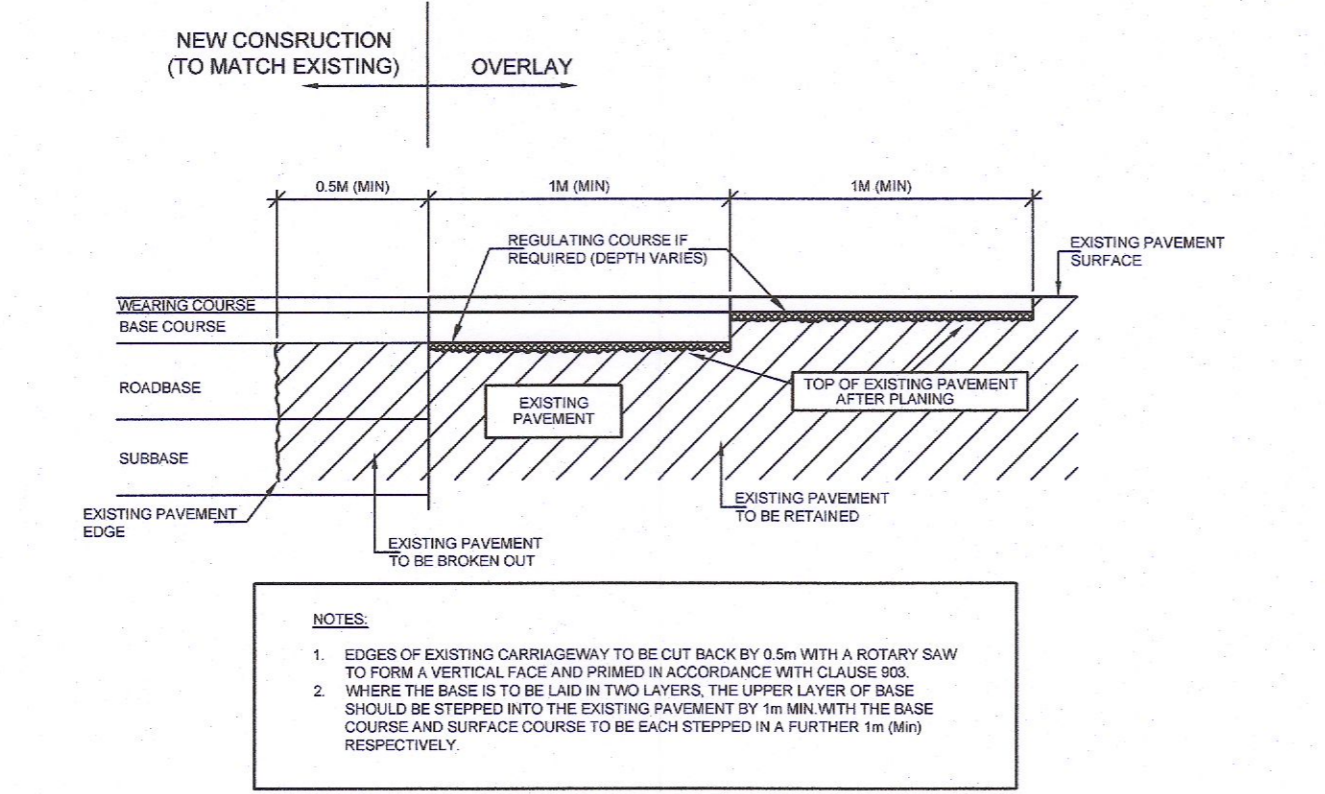 NEW CONSRUCTION
(TO MATCH EXISTING)
OVERLAY
0.5M (MIN)
1M (MIN)
1M (MIN)
REGULATING COURSE IF
REQUIRED (DEPTH VARIES)
EXISTING PAVEMENT
SURFACE
WEARING COURSE
BASE COURSE
ROADBASE
SUBBASE
EXISTING
PAVEMENT
TOP OF EXISTING PAVEMENT
AFTER PLANING
EXISTING PAVEMENT
EDGE
EXISTING PAVEMENT
TO BE BROKEN OUT
EXISTING PAVEMENT
TO BE RETAINED
NOTES:
1. EDGES OF EXISTING CARRIAGEWAY TO BE CUT BACK BY 0.5m WITH A ROTARY SAW
TO FORM A VERTICAL FACE AND PRIMED IN ACCORDANCE WITH CLAUSE 903.
2. WHERE THE BASE IS TO BE LAID IN TWO LAYERS, THE UPPER LAYER OF BASE
SHOULD BE STEPPED INTO THE EXISTING PAVEMENT BY 1m MIN.WITH THE BASE
COURSE AND SURFACE COURSE TO BE EACH STEPPED IN A FURTHER 1m (Min)
RESPECTIVELY.